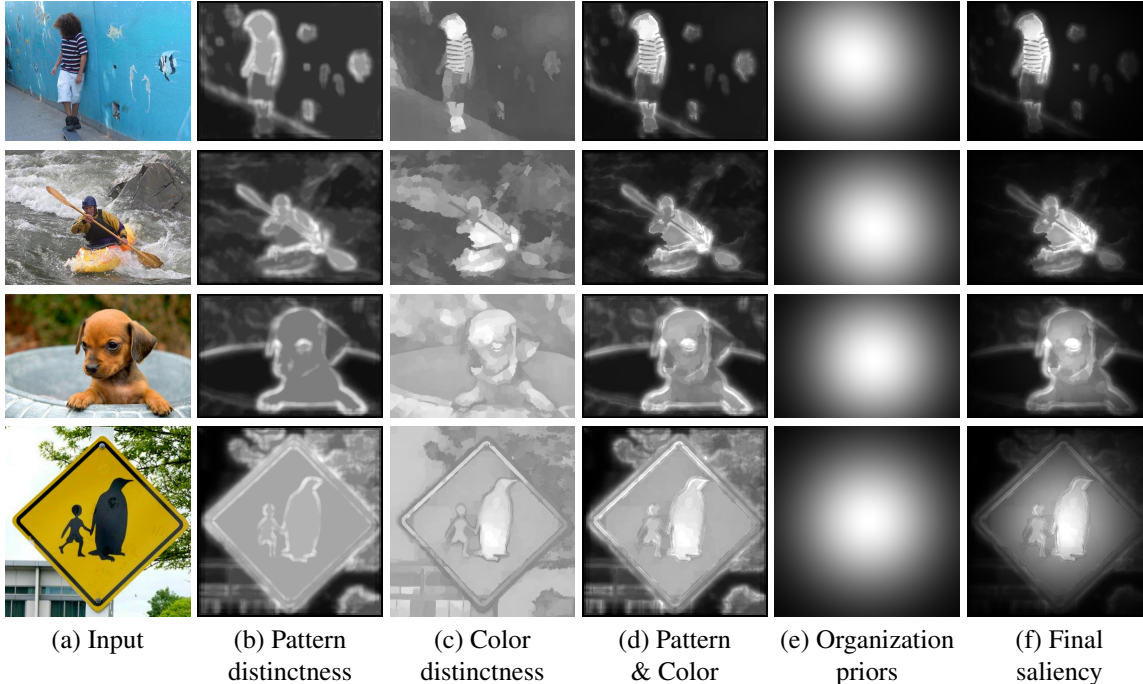 (a) Input
(b) Pattern
distinctness
(c) Color
distinctness
(d) Pattern
& Color
(e) Organization
priors
(f) Final
saliency